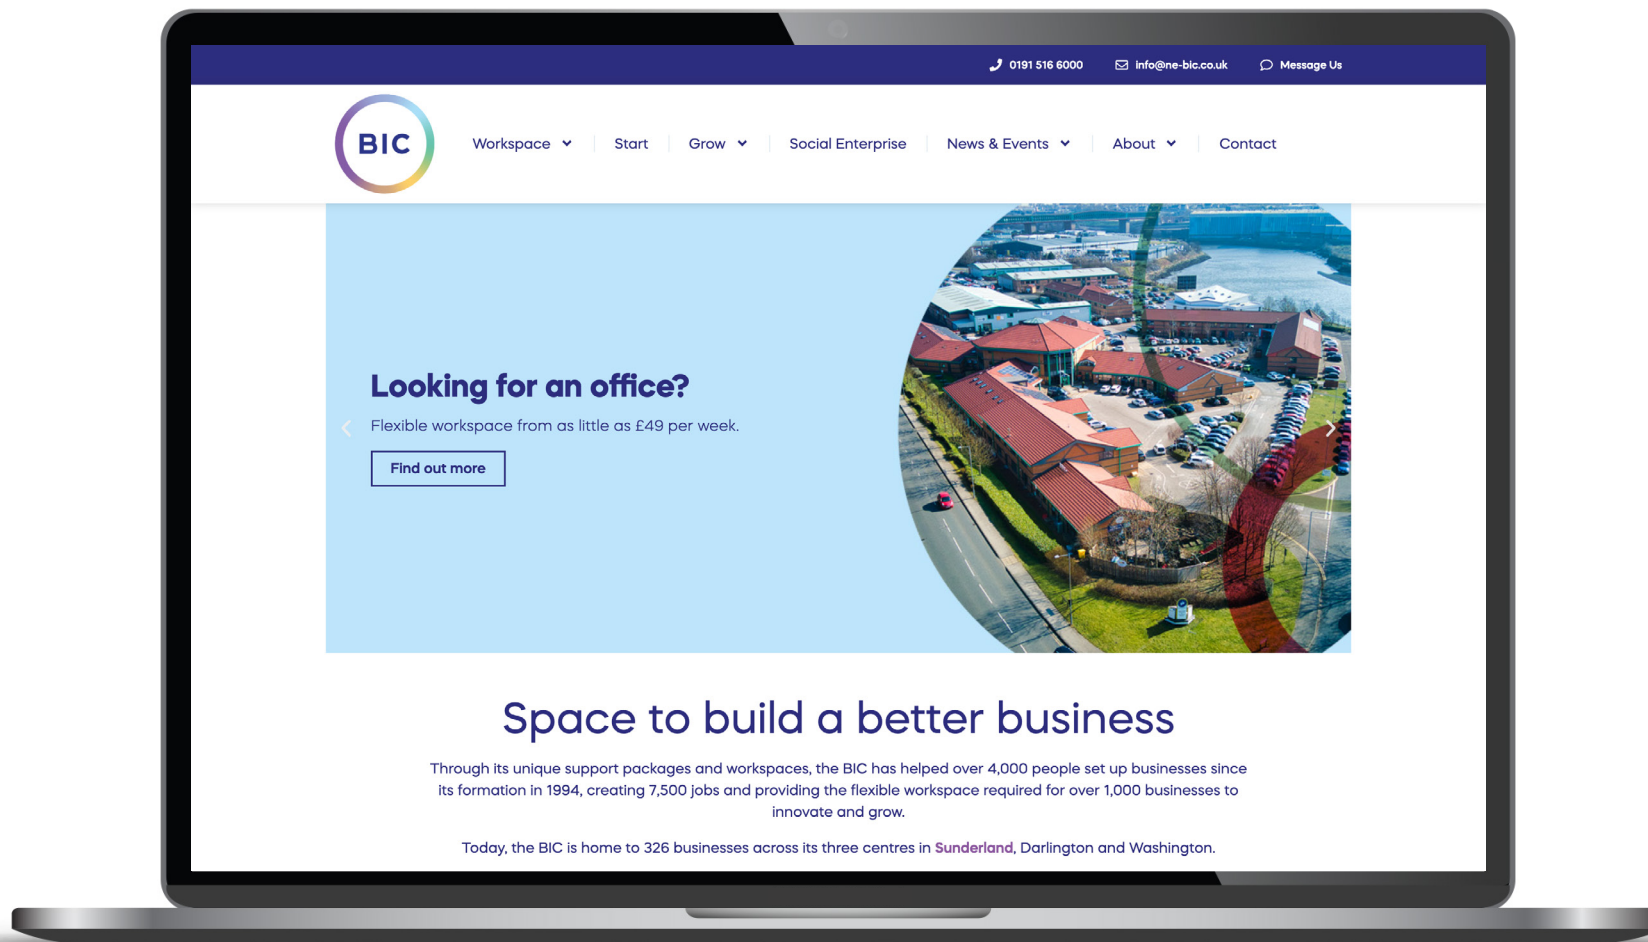 0191 516 6000 info@ne-bic.co.uk Message Us
BIC Workspace Start Grow Social Enterprise News & Events About Contact
Looking for an office?
Flexible workspace from as little as £49 per week.
Find out more
Space to build a better business
Through its unique support packages and workspaces, the BIC has helped over 4,000 people set up businesses since
its formation in 1994, creating 7,500 jobs and providing the flexible workspace required for over 1,000 businesses to
innovate and grow.
Today, the BIC is home to 326 businesses across its three centres in Sunderland, Darlington and Washington.